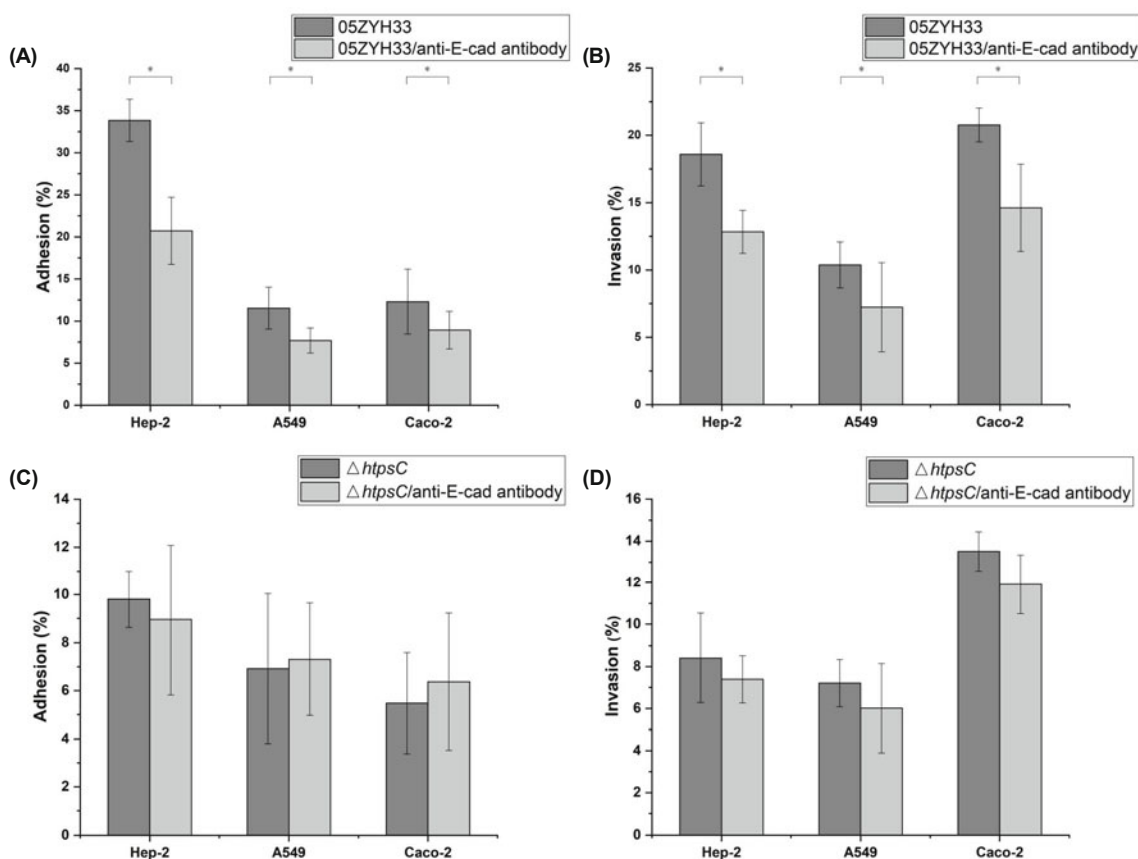 (A)
05ZYH33
05ZYH33/anti-E-cad antibody
40
35
30
25
20
15
10
5
0
Adhesion (%)
* * *
Hep-2 A549 Caco-2
(B)
05ZYH33
05ZYH33/anti-E-cad antibody
25
20
15
10
5
0
Invasion (%)
* * *
Hep-2 A549 Caco-2
(C)
△htpsC
△htpsC/anti-E-cad antibody
14
12
10
8
6
4
2
0
Adhesion (%)
Hep-2 A549 Caco-2
(D)
△htpsC
△htpsC/anti-E-cad antibody
16
14
12
10
8
6
4
2
0
Invasion (%)
Hep-2 A549 Caco-2